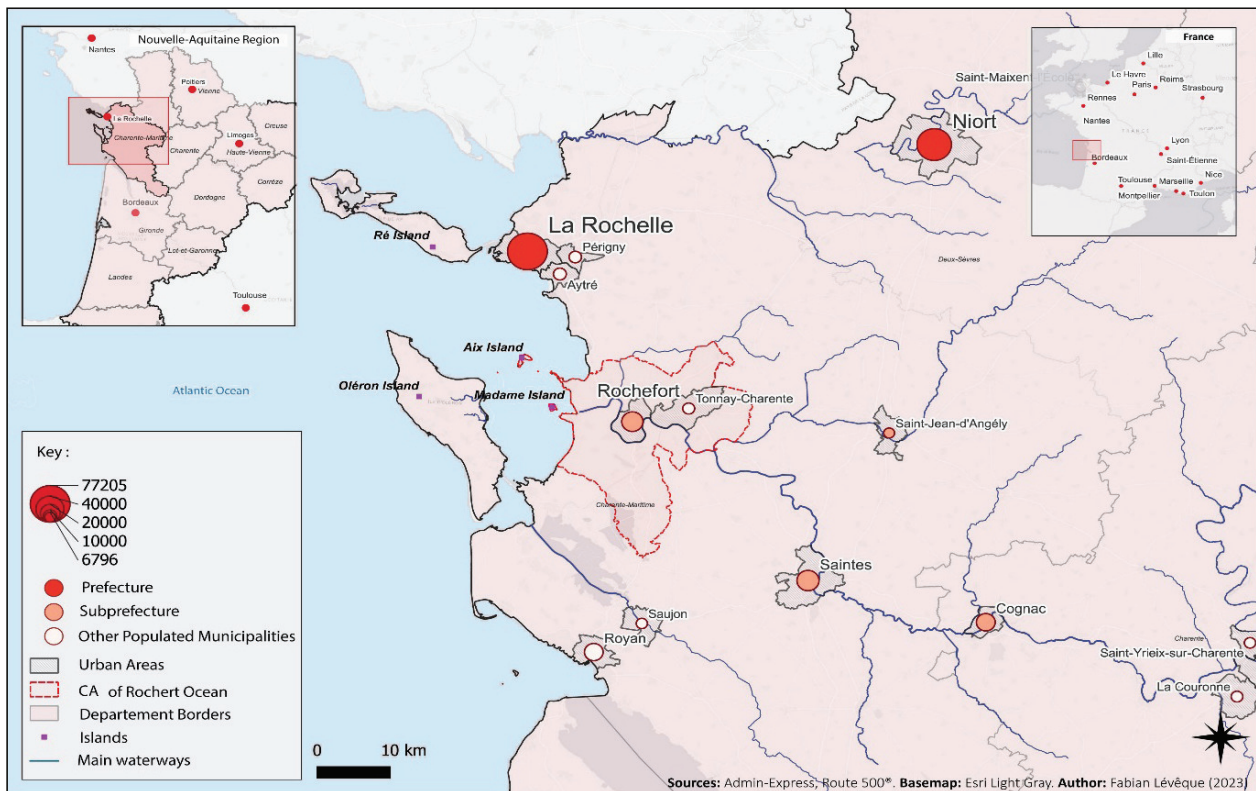 Nouvelle-Aquitaine Region
Nantes
Poitiers
Vienne
La Rochelle
Charente-Maritime
Limoges
Creuse
Charente
Haute-Vienne
Corrèze
Dordogne
Bordeaux
Gironde
Lot-et-Garonne
Landes
Toulouse
France
Lille
Le Havre
Reims
Paris
Strasbourg
Rennes
Nantes
FRANCE
Lyon
Saint-Étienne
Bordeaux
Nice
Toulouse
Marseille
Montpellier
Toulon
Saint-Maixent-l'École
Niort
La Rochelle
Périgny
Aytré
Ré Island
Deux-Sèvres
Aix Island
Oléron Island
Madame Island
Atlantic Ocean
Rochefort
Tonnay-Charente
Saint-Jean-d'Angély
Charente-Maritime
Saintes
Saujon
Royan
Cognac
Charente
Saint-Yrieix-sur-Charente
La Couronne
Key :
77205
40000
20000
10000
6796
Prefecture
Subprefecture
Other Populated Municipalities
Urban Areas
CA of Rochert Ocean
Departement Borders
Islands
Main waterways
0 10 km
Sources: Admin-Express, Route 500®. Basemap: Esri Light Gray. Author: Fabian Lévêque (2023)